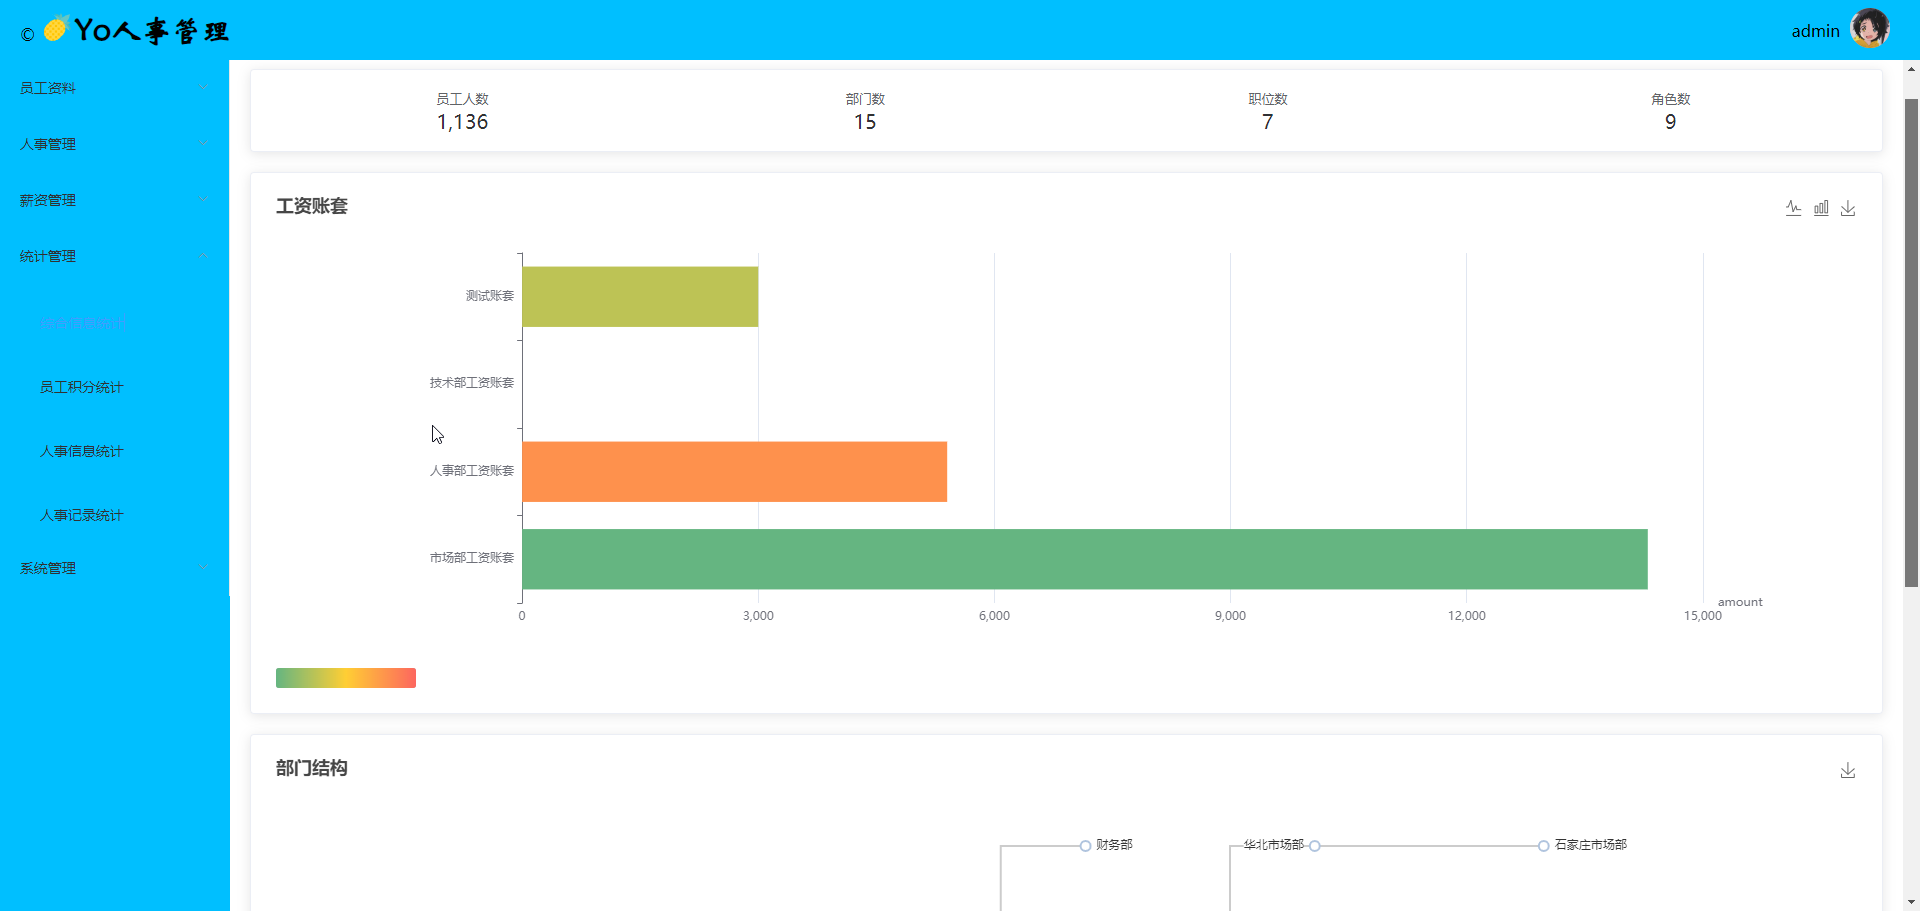 © Yo人事管理
admin
员工资料
人事管理
薪资管理
统计管理
员工积分统计
人事信息统计
人事记录统计
系统管理
员工人数
1,136
部门数
15
职位数
7
角色数
9
工资账套
测试账套
技术部工资账套
人事部工资账套
市场部工资账套
0
3,000
6,000
9,000
12,000
15,000
amount
部门结构
财务部
华北市场部
石家庄市场部